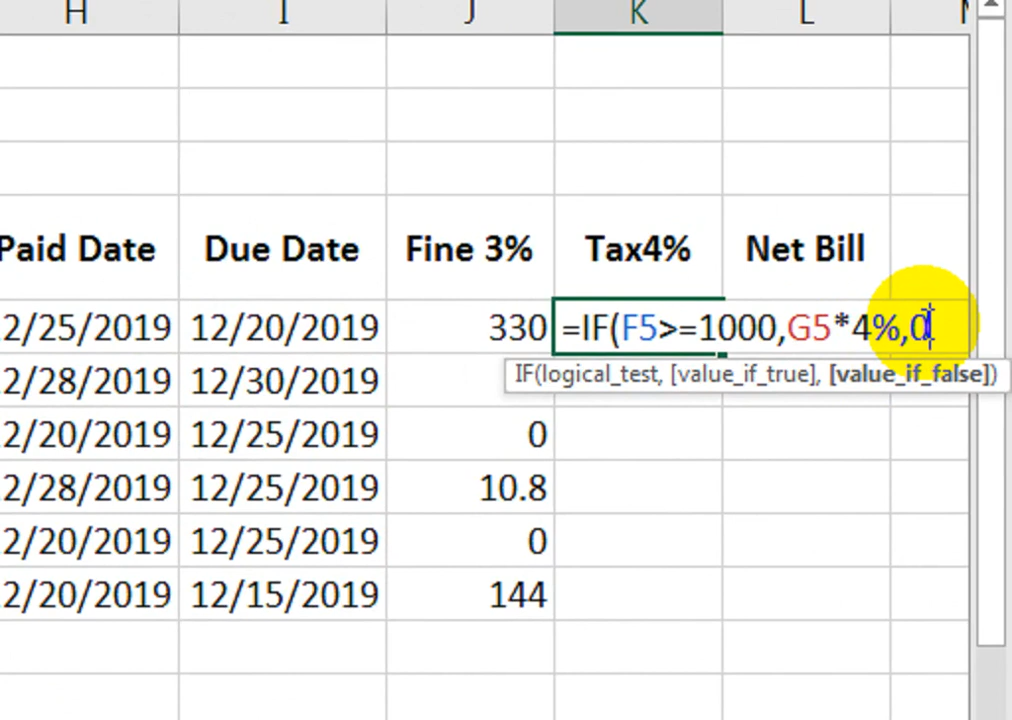 H I J K L
Paid Date Due Date Fine 3% Tax4% Net Bill
2/25/2019 12/20/2019 330 =IF(F5>=1000,G5*4%,0
IF(logical_test, [value_if_true], [value_if_false])
2/28/2019 12/30/2019
2/20/2019 12/25/2019 0
2/28/2019 12/25/2019 10.8
2/20/2019 12/25/2019 0
2/20/2019 12/15/2019 144